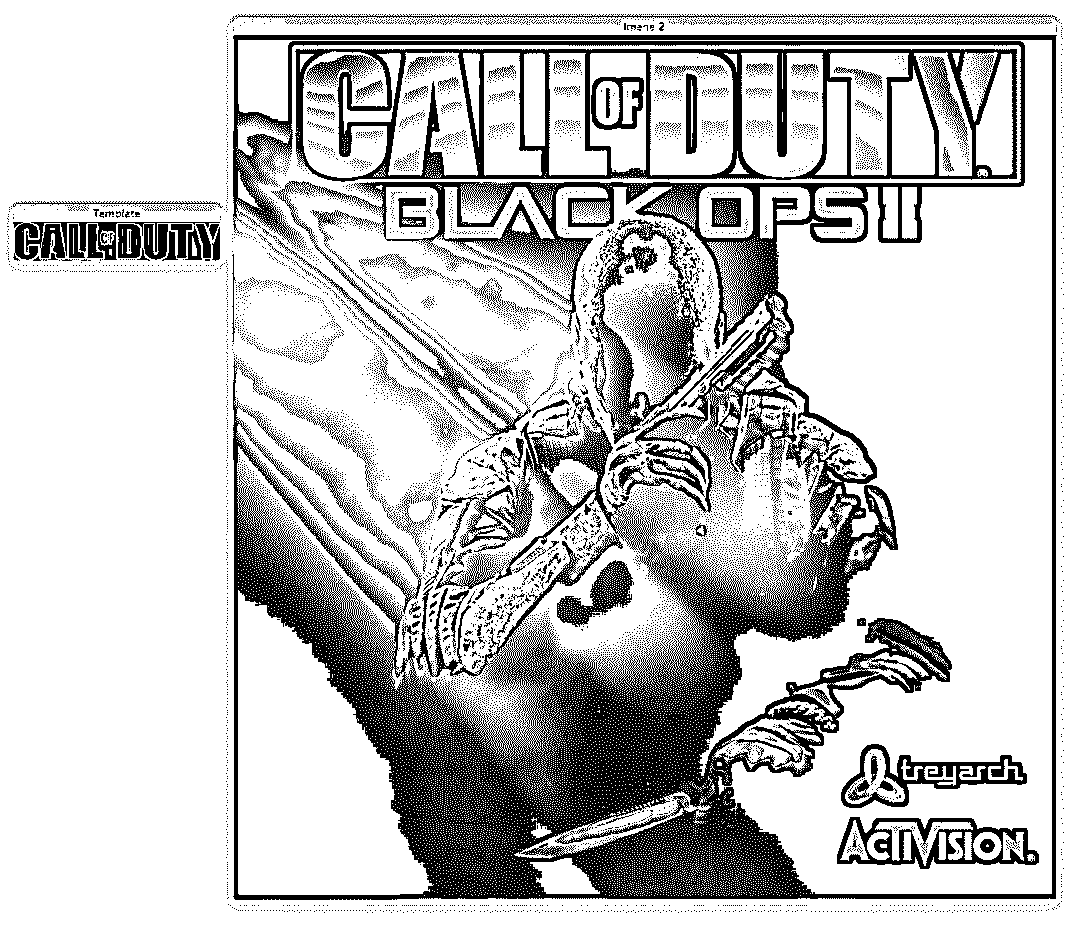 Template
CALL OF DUTY
Image 2
CALL OF DUTY.
BLACK OPS II
treyarch
ACTIVISION.